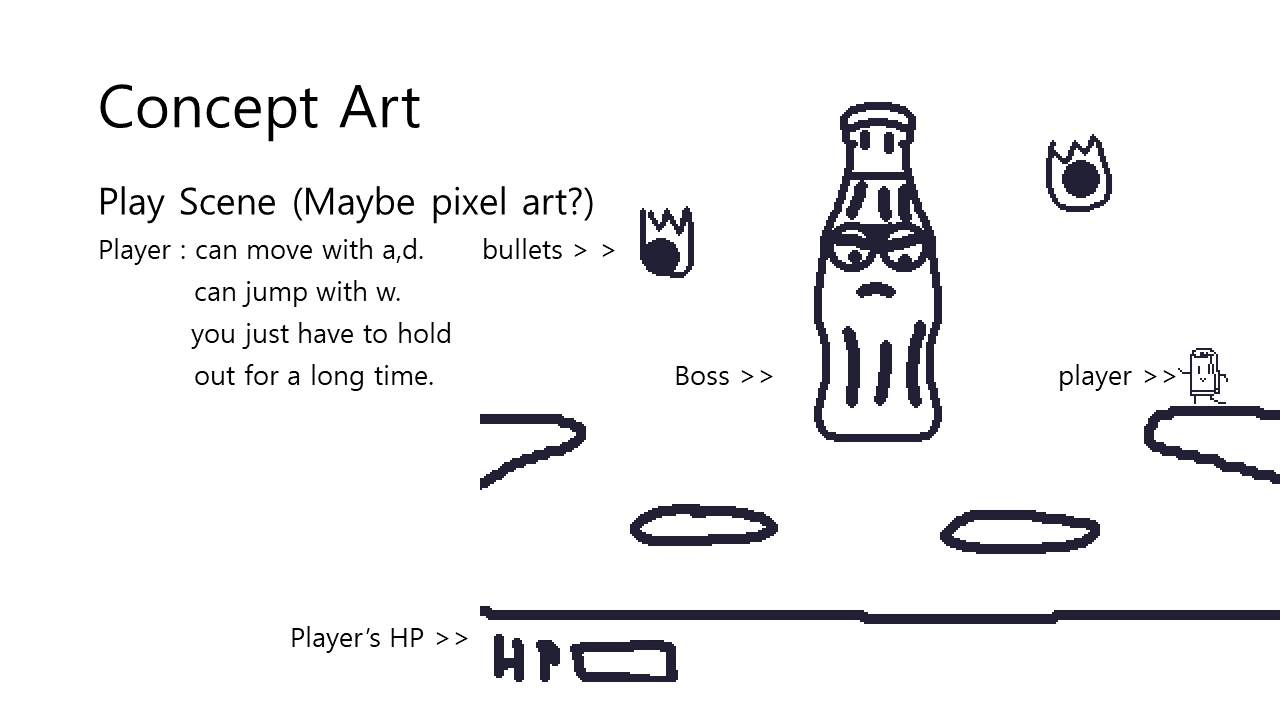 Concept Art
Play Scene (Maybe pixel art?)
Player : can move with a,d.
can jump with w.
you just have to hold
out for a long time.
bullets > >
Boss >>
player >>
Player’s HP >>
HP